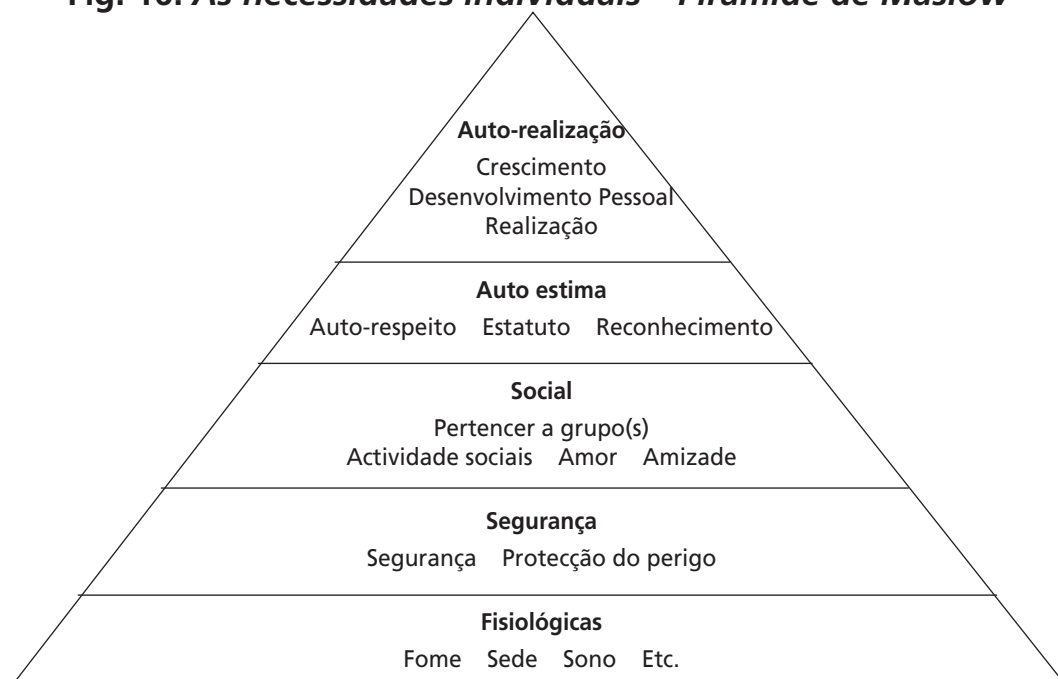 Fig. 16. As necessidades individuais – Pirâmide de Maslow
Auto-realização
Crescimento
Desenvolvimento Pessoal
Realização
Auto estima
Auto-respeito Estatuto Reconhecimento
Social
Pertencer a grupo(s)
Actividade sociais Amor Amizade
Segurança
Segurança Protecção do perigo
Fisiológicas
Fome Sede Sono Etc.